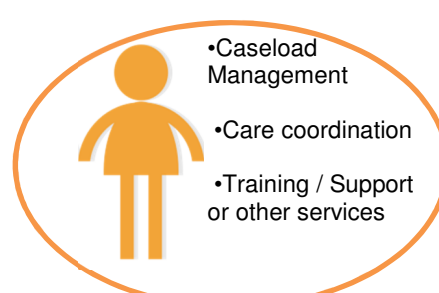 •Caseload
Management
•Care coordination
•Training / Support
or other services